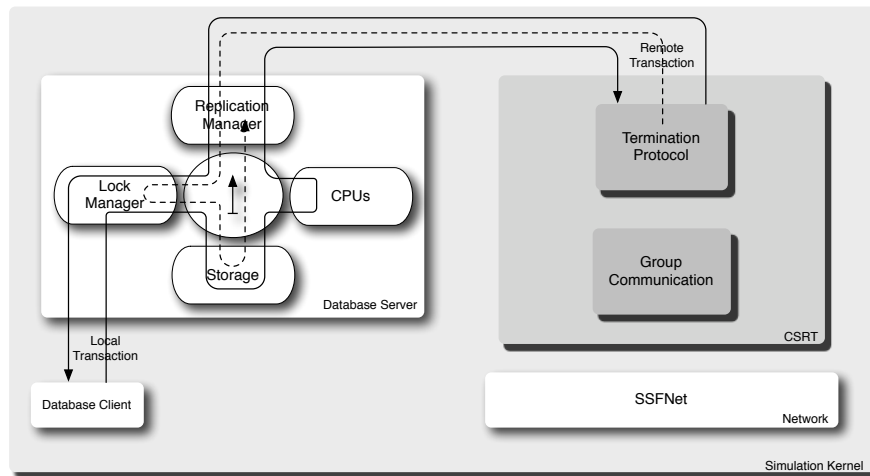 Remote
Transaction
Replication
Manager
Termination
Protocol
Lock
Manager
CPUs
Storage
Group
Communication
Database Server
CSRT
Local
Transaction
Database Client
SSFNet
Network
Simulation Kernel